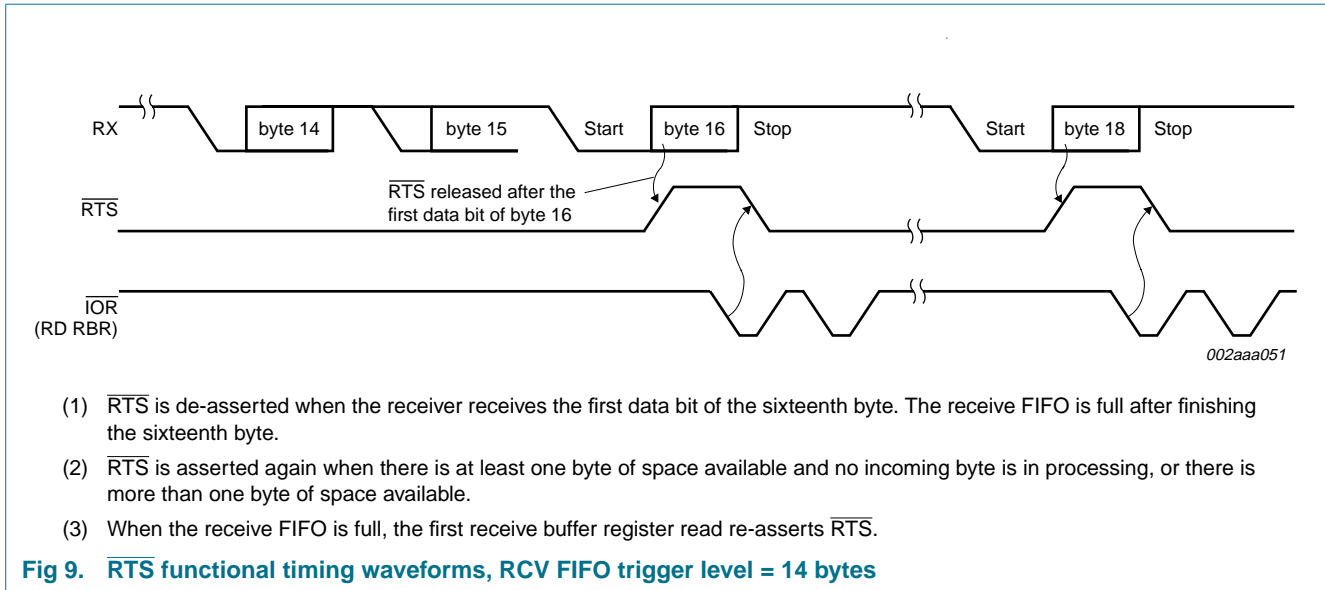 RX
byte 14
byte 15
Start
byte 16
Stop
Start
byte 18
Stop
RTS released after the
first data bit of byte 16
RTS
IOR
(RD RBR)
002aaa051
(1) RTS is de-asserted when the receiver receives the first data bit of the sixteenth byte. The receive FIFO is full after finishing
the sixteenth byte.
(2) RTS is asserted again when there is at least one byte of space available and no incoming byte is in processing, or there is
more than one byte of space available.
(3) When the receive FIFO is full, the first receive buffer register read re-asserts RTS.
Fig 9. RTS functional timing waveforms, RCV FIFO trigger level = 14 bytes